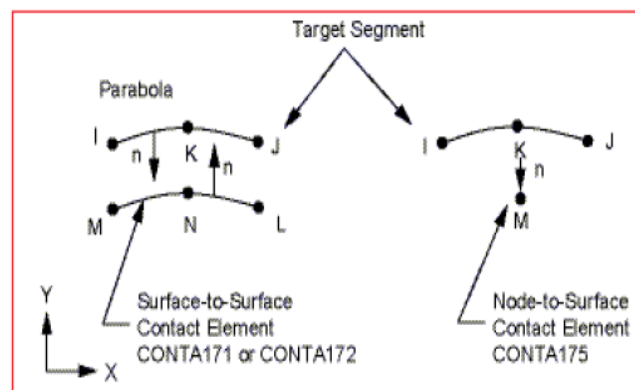 Target Segment
Parabola
I
K
J
n
n
M
N
L
I
K
J
n
M
Y
X
Surface-to-Surface
Contact Element
CONTA171 or CONTA172
Node-to-Surface
Contact Element
CONTA175